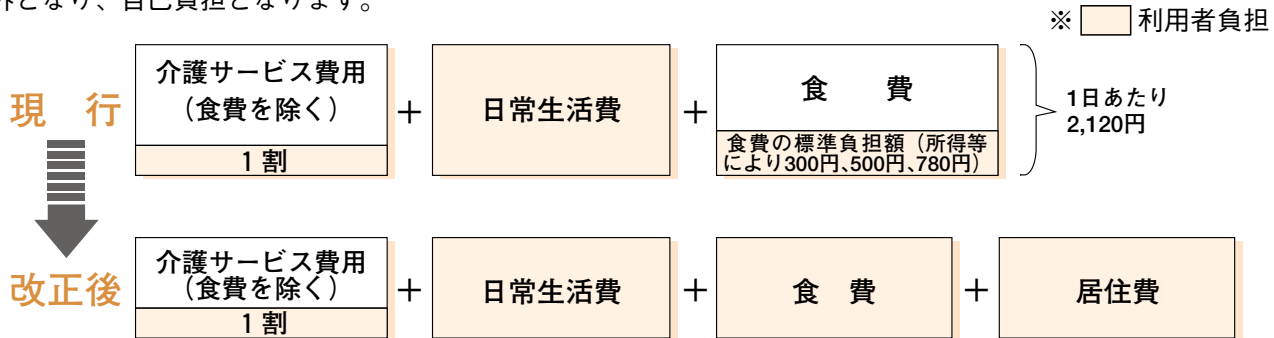 外となり、自己負担となります。
※ 利用者負担
現 行
介護サービス費用
（食費を除く）
1割
＋
日常生活費
＋
食 費
食費の標準負担額（所得等
により300円、500円、780円）
1日あたり
2,120円
改正後
介護サービス費用
（食費を除く）
1割
＋
日常生活費
＋
食 費
＋
居住費